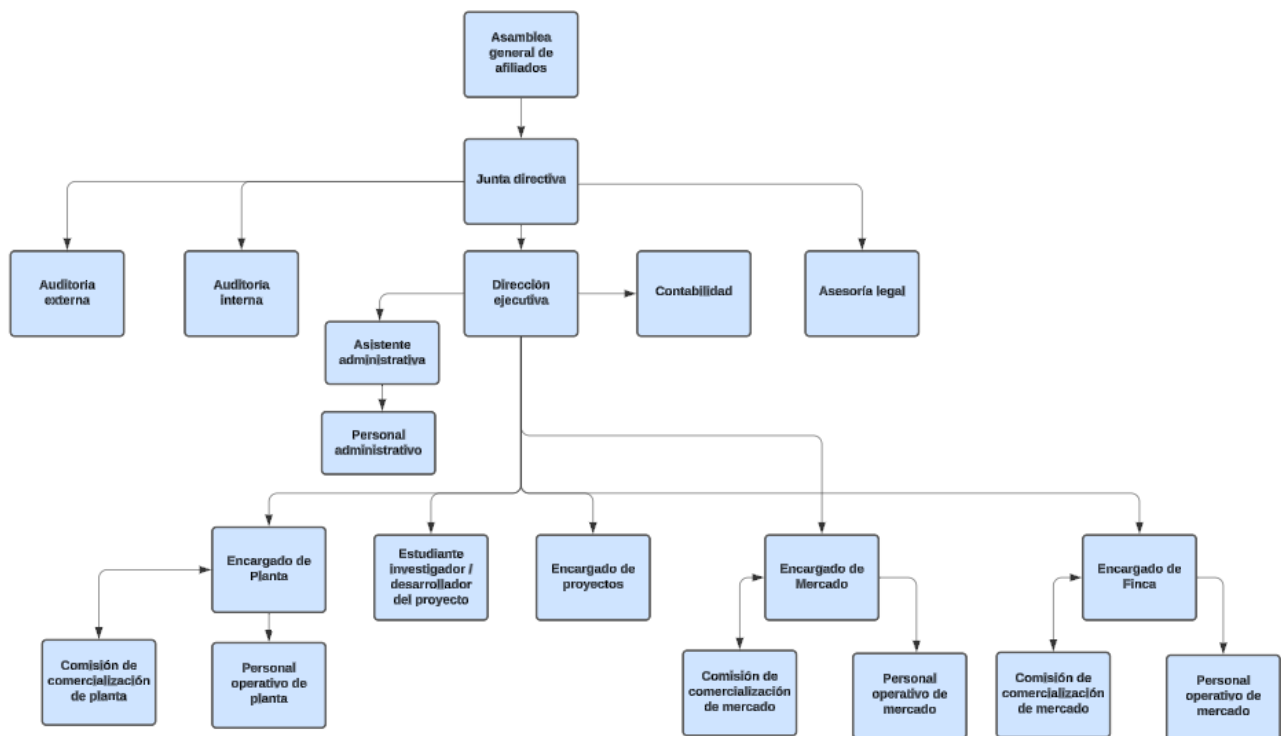 Asamblea
general de
afiliados
Junta directiva
Auditoría
externa
Auditoría
interna
Dirección
ejecutiva
Contabilidad
Asesoría legal
Asistente
administrativa
Personal
administrativo
Encargado de
Planta
Estudiante
investigador /
desarrollador
del proyecto
Encargado de
proyectos
Encargado de
Mercado
Encargado de
Finca
Comisión de
comercialización
de planta
Personal
operativo de
planta
Comisión de
comercialización
de mercado
Personal
operativo de
mercado
Comisión de
comercialización
de mercado
Personal
operativo de
mercado